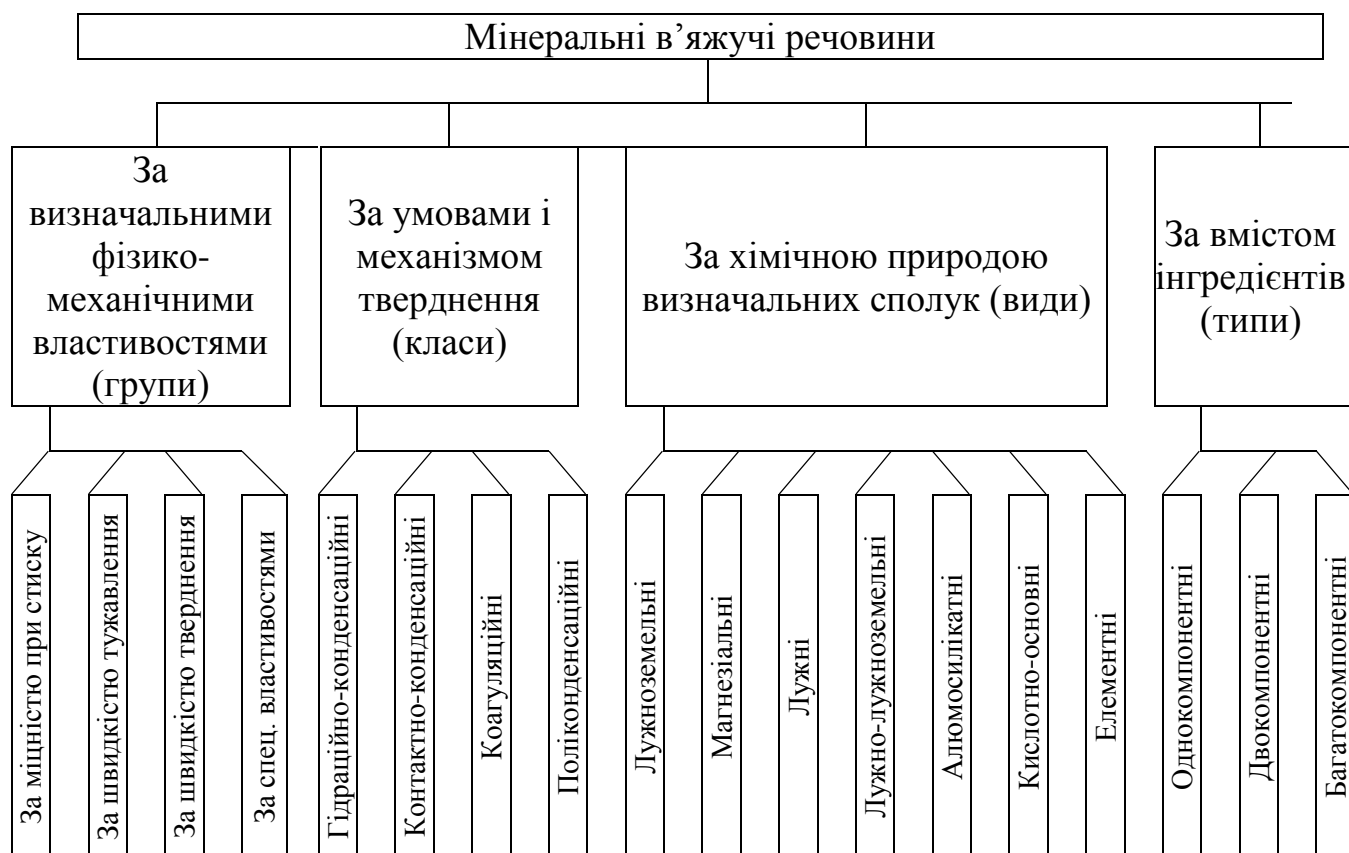 Мінеральні в’яжучі речовини
За
визначальними
фізико-
механічними
властивостями
(групи)
За умовами і
механізмом
тверднення
(класи)
За хімічною природою
визначальних сполук (види)
За вмістом
інгредієнтів
(типи)
За міцністю при стиску
За швидкістю тужавлення
За швидкістю тверднення
За спец. властивостями
Гідраційно-конденсаційні
Контактно-конденсаційні
Коагуляційні
Поліконденсаційні
Лужноземельні
Магнезіальні
Лужні
Лужно-лужноземельні
Алюмосилікатні
Кислотно-основні
Елементні
Однокомпонентні
Двокомпонентні
Багатокомпонентні